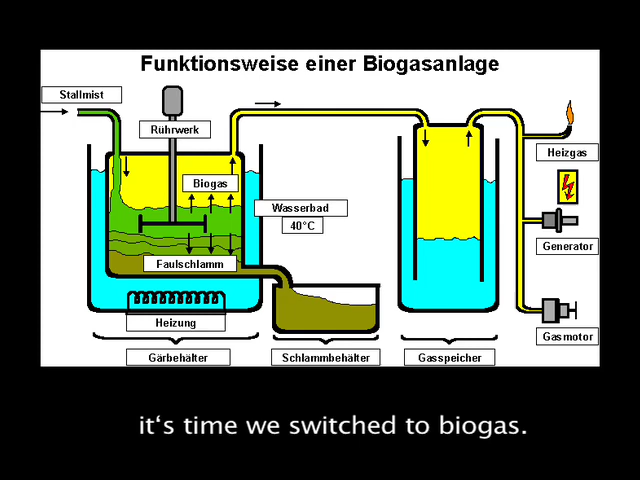 Funktionsweise einer Biogasanlage
Stallmist
Rührwerk
Heizgas
Biogas
Wasserbad
40°C
Generator
Faulschlamm
Heizung
Gasmotor
Gärbehälter
Schlammbehälter
Gasspeicher
it‘s time we switched to biogas.